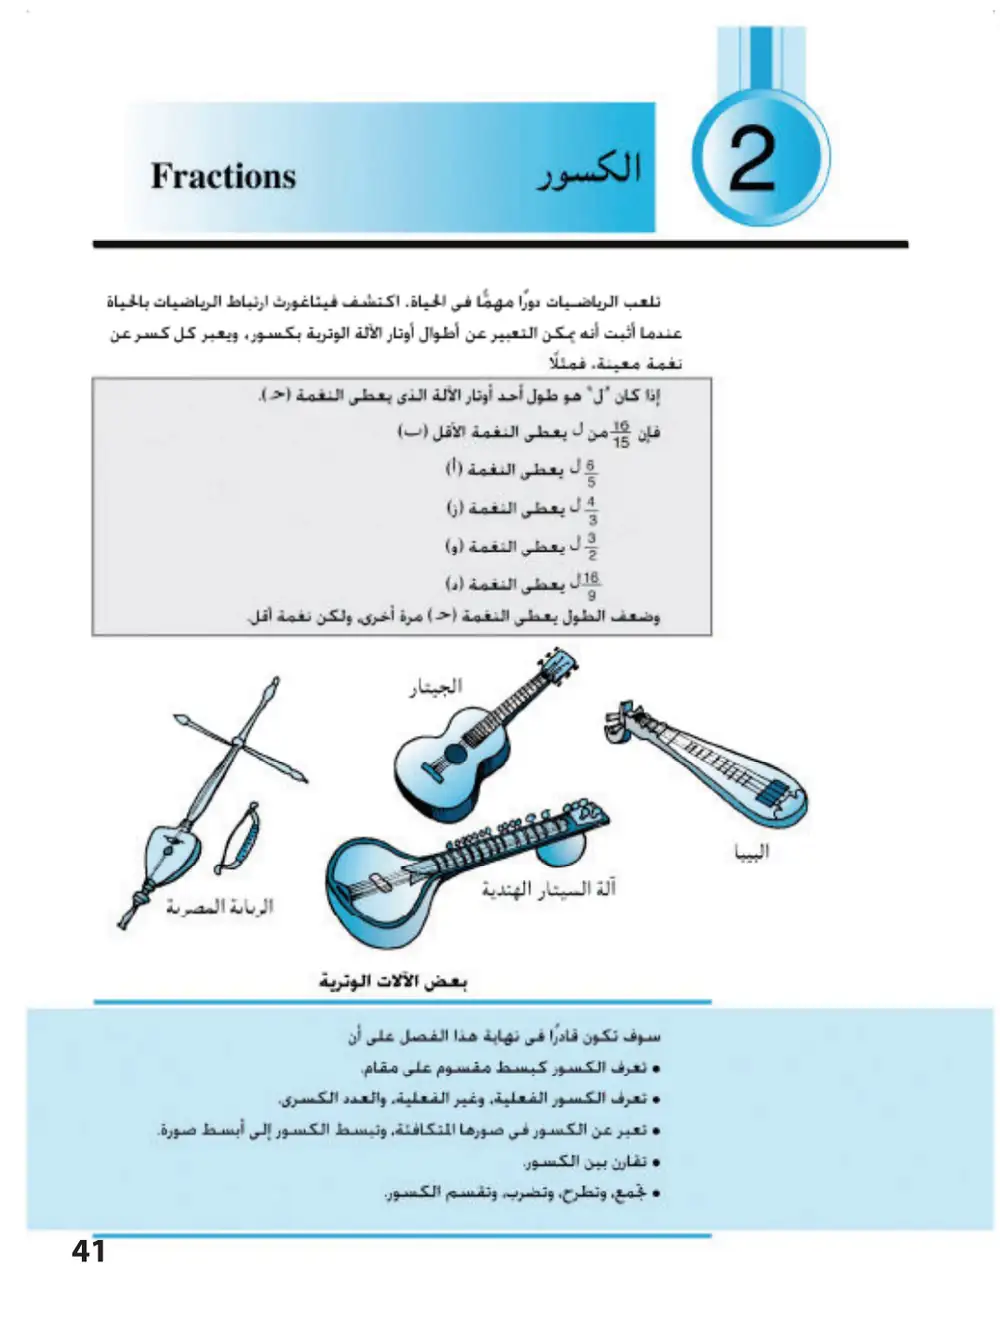 2
الكسور
Fractions
تلعب الرياضيات دورًا مهمًّا فى الحياة. اكتشف فيثاغورث ارتباط الرياضيات بالحياة
عندما أثبت أنه يمكن التعبير عن أطوال أوتار الآلة الوترية بكسور، ويعبر كل كسر عن
نغمة معينة، فمثلًا
إذا كان "ل" هو طول أحد أوتار الآلة الذى يعطى النغمة (حـ).
فإن 16/15 من ل يعطى النغمة الأقل (ب)
6/5 ل يعطى النغمة (أ)
4/3 ل يعطى النغمة (ز)
3/2 ل يعطى النغمة (و)
16/9 ل يعطى النغمة (د)
وضعف الطول يعطى النغمة (حـ) مرة أخرى، ولكن نغمة أقل.
الجيتار
البيبا
آلة السيتار الهندية
الربابة المصرية
بعض الآلات الوترية
سوف تكون قادرًا فى نهاية هذا الفصل على أن
• تعرف الكسور كبسط مقسوم على مقام.
• تعرف الكسور الفعلية، وغير الفعلية، والعدد الكسرى.
• تعبر عن الكسور فى صورها المتكافئة، وتبسط الكسور إلى أبسط صورة.
• تقارن بين الكسور.
• تجمع، وتطرح، وتضرب، وتقسم الكسور.
41